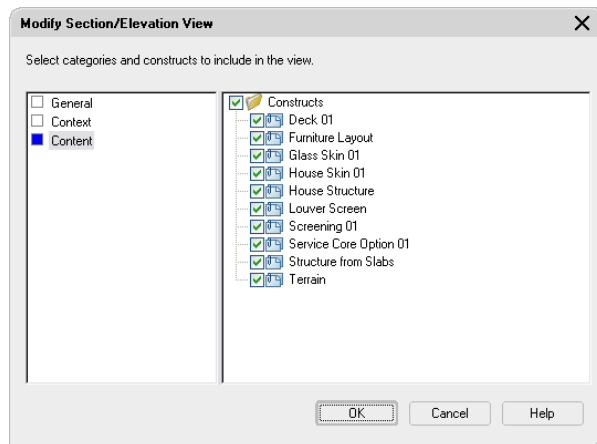 Modify Section/Elevation View
Select categories and constructs to include in the view.
General
Context
Content
Constructs
Deck 01
Furniture Layout
Glass Skin 01
House Skin 01
House Structure
Louver Screen
Screening 01
Service Core Option 01
Structure from Slabs
Terrain
OK
Cancel
Help